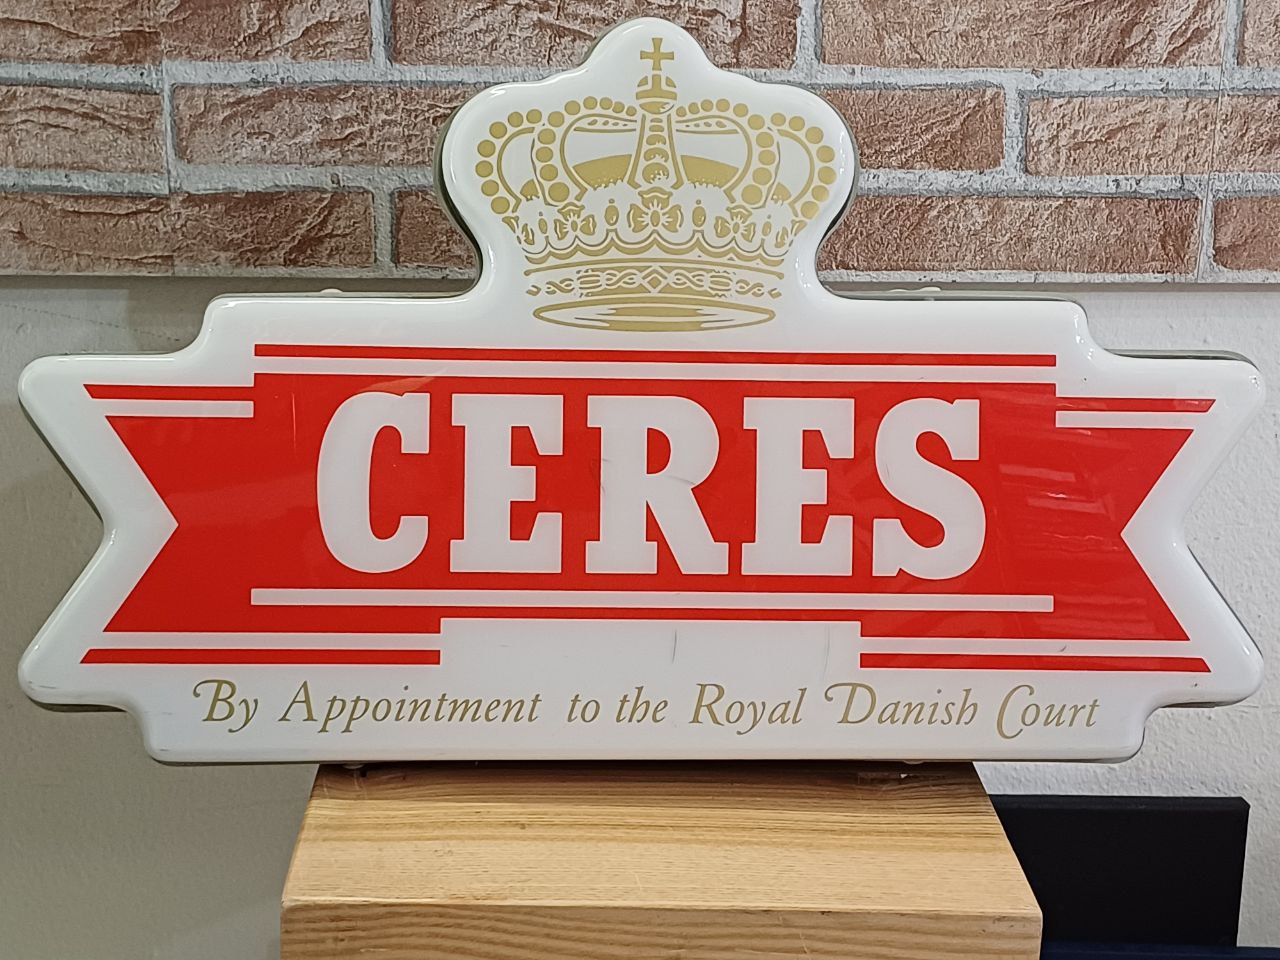 CERES
By Appointment to the Royal Danish Court